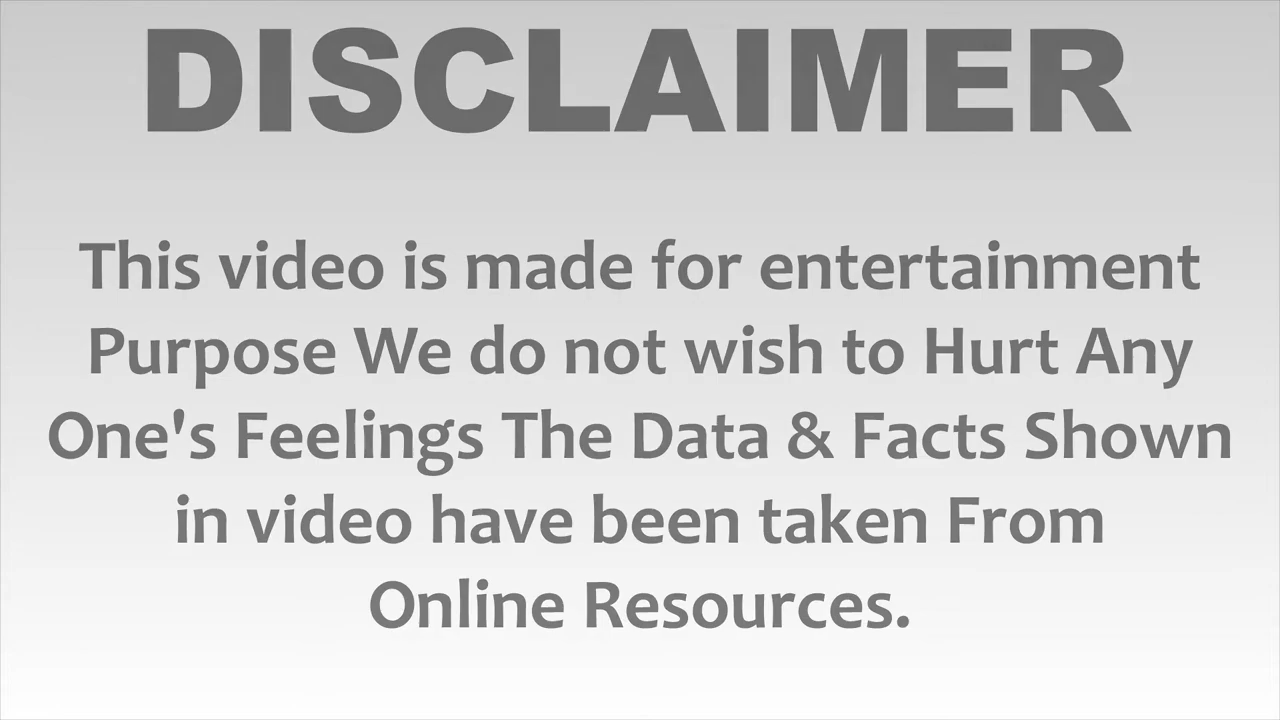 DISCLAIMER
This video is made for entertainment
Purpose We do not wish to Hurt Any
One's Feelings The Data & Facts Shown
in video have been taken From
Online Resources.